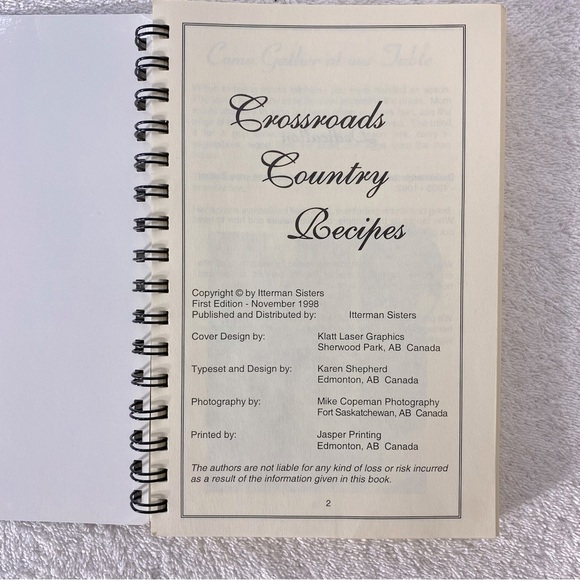 Crossroads
Country
Recipes
Copyright © by Itterman Sisters
First Edition - November 1998
Published and Distributed by: Itterman Sisters
Cover Design by: Klatt Laser Graphics
Sherwood Park, AB Canada
Typeset and Design by: Karen Shepherd
Edmonton, AB Canada
Photography by: Mike Copeman Photography
Fort Saskatchewan, AB Canada
Printed by: Jasper Printing
Edmonton, AB Canada
The authors are not liable for any kind of loss or risk incurred
as a result of the information given in this book.
2